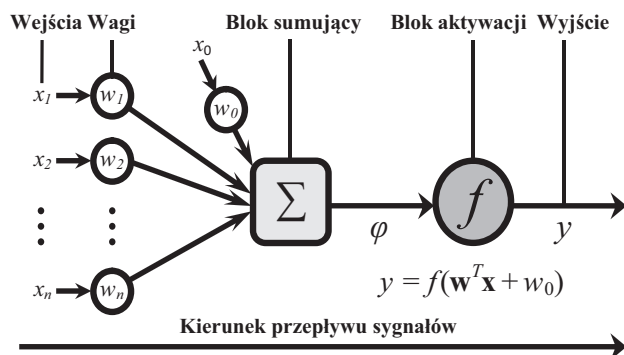 Wejścia Wagi Blok sumujący Blok aktywacji Wyjście
x₀
x₁ w₁
w₀
x₂ w₂
Σ f
φ y
xₙ wₙ
y = f(𝐰ᵀ𝐱 + w₀)
Kierunek przepływu sygnałów